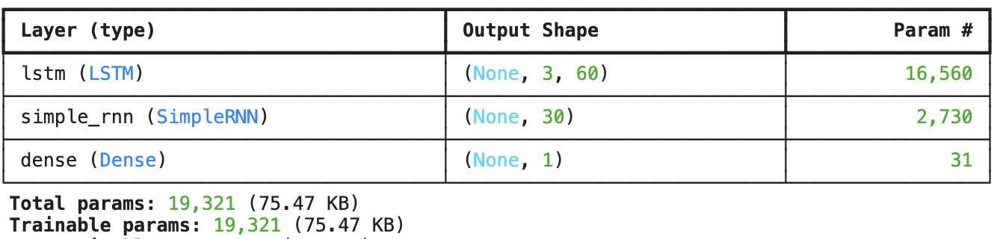 Layer (type) Output Shape Param #
lstm (LSTM) (None, 3, 60) 16,560
simple_rnn (SimpleRNN) (None, 30) 2,730
dense (Dense) (None, 1) 31
Total params: 19,321 (75.47 KB)
Trainable params: 19,321 (75.47 KB)